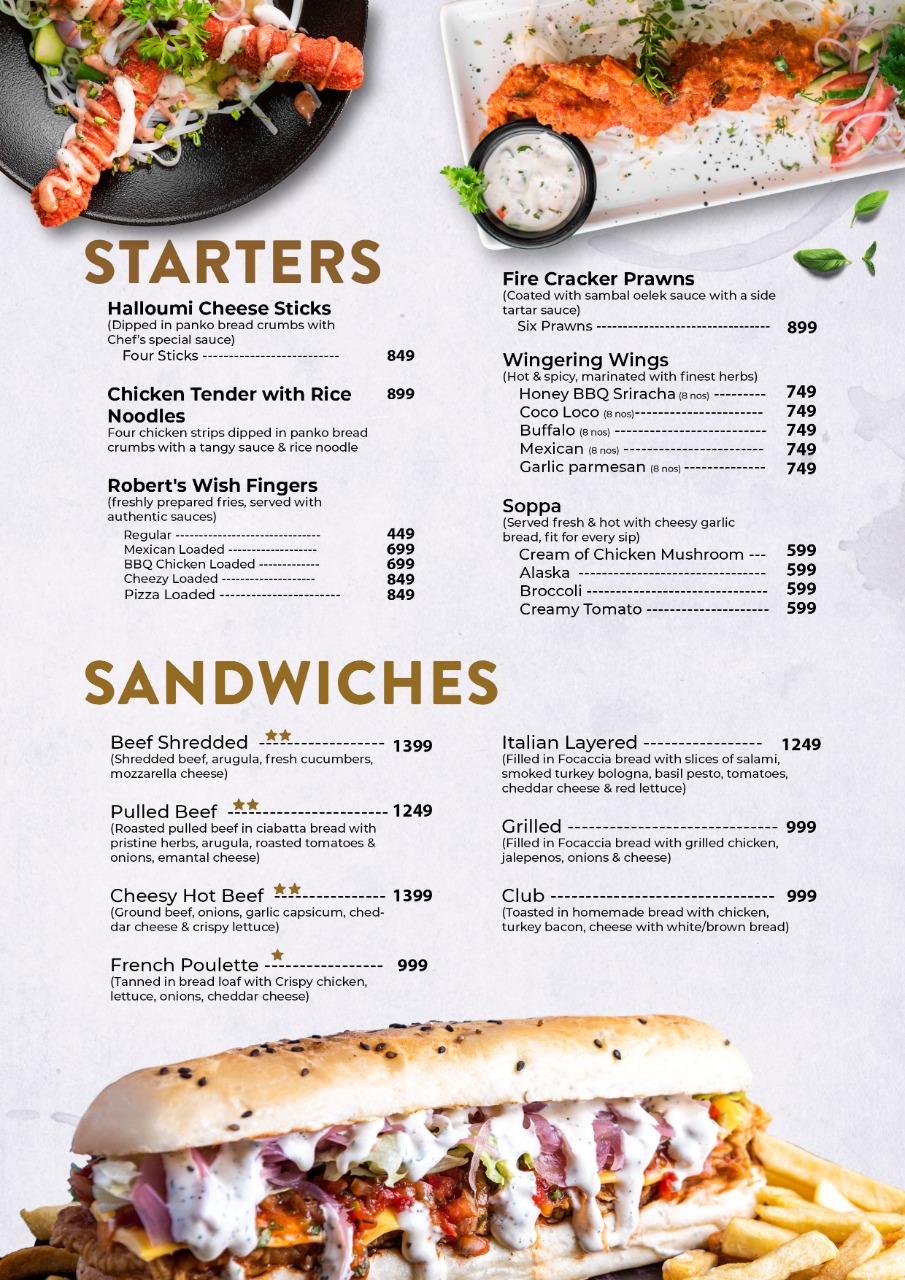 STARTERS
Halloumi Cheese Sticks
(Dipped in panko bread crumbs with
Chef's special sauce)
Four Sticks -------------------------- 849
Chicken Tender with Rice 899
Noodles
Four chicken strips dipped in panko bread
crumbs with a tangy sauce & rice noodle
Robert's Wish Fingers
(freshly prepared fries, served with
authentic sauces)
Regular ------------------------------- 449
Mexican Loaded ------------------- 699
BBQ Chicken Loaded ------------- 699
Cheezy Loaded -------------------- 849
Pizza Loaded ----------------------- 849
Fire Cracker Prawns
(Coated with sambal oelek sauce with a side
tartar sauce)
Six Prawns --------------------------------- 899
Wingering Wings
(Hot & spicy, marinated with finest herbs)
Honey BBQ Sriracha (8 nos) --------- 749
Coco Loco (8 nos)---------------------- 749
Buffalo (8 nos) -------------------------- 749
Mexican (8 nos) ------------------------ 749
Garlic parmesan (8 nos) -------------- 749
Soppa
(Served fresh & hot with cheesy garlic
bread, fit for every sip)
Cream of Chicken Mushroom --- 599
Alaska -------------------------------- 599
Broccoli ------------------------------- 599
Creamy Tomato --------------------- 599
SANDWICHES
Beef Shredded ------------------ 1399
(Shredded beef, arugula, fresh cucumbers,
mozzarella cheese)
Pulled Beef ----------------------- 1249
(Roasted pulled beef in ciabatta bread with
pristine herbs, arugula, roasted tomatoes &
onions, emantal cheese)
Cheesy Hot Beef ---------------- 1399
(Ground beef, onions, garlic capsicum, ched-
dar cheese & crispy lettuce)
French Poulette ----------------- 999
(Tanned in bread loaf with Crispy chicken,
lettuce, onions, cheddar cheese)
Italian Layered ----------------- 1249
(Filled in Focaccia bread with slices of salami,
smoked turkey bologna, basil pesto, tomatoes,
cheddar cheese & red lettuce)
Grilled ------------------------------ 999
(Filled in Focaccia bread with grilled chicken,
jalepenos, onions & cheese)
Club -------------------------------- 999
(Toasted in homemade bread with chicken,
turkey bacon, cheese with white/brown bread)